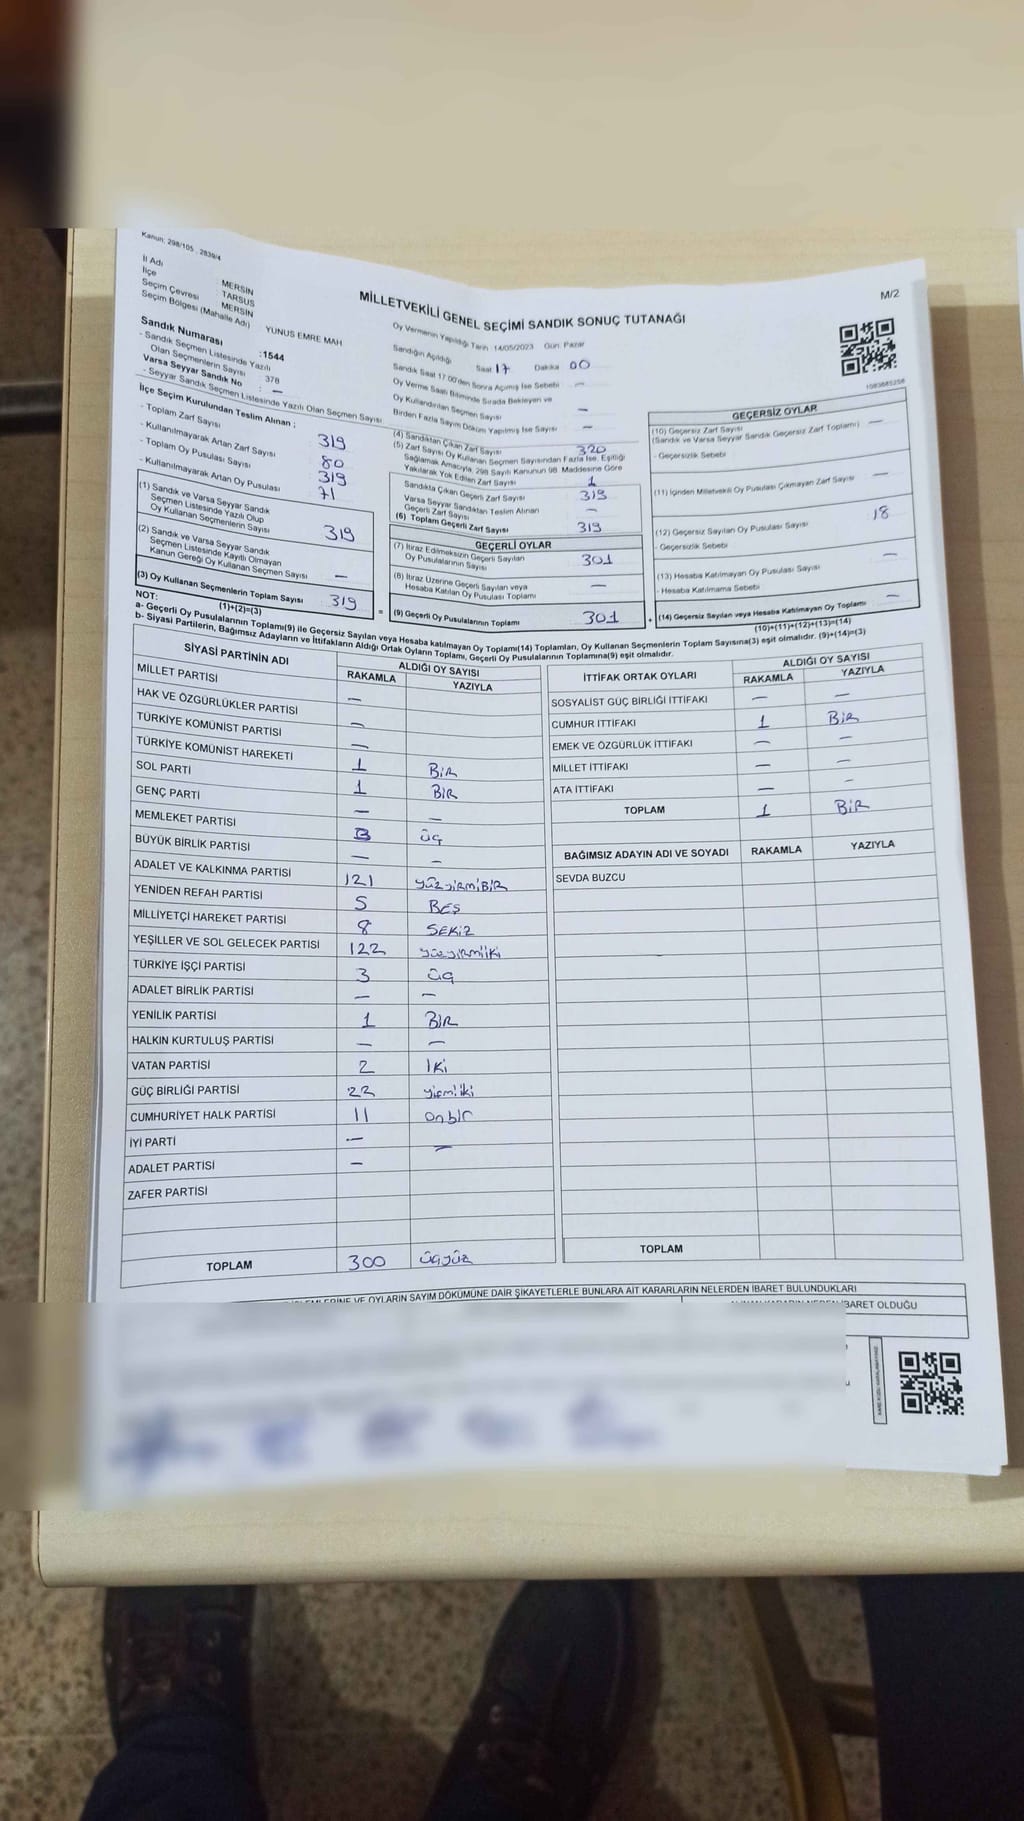 Kanun: 298/105 , 2839/4
İl Adı : MERSİN
İlçe : TARSUS
Seçim Çevresi : MERSİN
Seçim Bölgesi (Mahalle Adı) YUNUS EMRE MAH
MİLLETVEKİLİ GENEL SEÇİMİ SANDIK SONUÇ TUTANAĞI
M/2
Sandık Numarası :1544
- Sandık Seçmen Listesinde Yazılı
Olan Seçmenlerin Sayısı : 378
Varsa Seyyar Sandık No : —
- Seyyar Sandık Seçmen Listesinde Yazılı Olan Seçmen Sayısı
Oy Vermenin Yapıldığı Tarih 14/05/2023 Gün: Pazar
Sandığın Açıldığı Saat 17 Dakika 00
Sandık Saat 17:00'den Sonra Açılmış İse Sebebi —
Oy Verme Saati Bitiminde Sırada Bekleyen ve
Oy Kullandırılan Seçmen Sayısı —
Birden Fazla Sayım Döküm Yapılmış İse Sayısı —
1083685258
İlçe Seçim Kurulundan Teslim Alınan ;
- Toplam Zarf Sayısı 319
- Kullanılmayarak Artan Zarf Sayısı 80
- Toplam Oy Pusulası Sayısı 319
- Kullanılmayarak Artan Oy Pusulası 71
(1) Sandık ve Varsa Seyyar Sandık
Seçmen Listesinde Yazılı Olup
Oy Kullanan Seçmenlerin Sayısı 319
(2) Sandık ve Varsa Seyyar Sandık
Seçmen Listesinde Kayıtlı Olmayan
Kanun Gereği Oy Kullanan Seçmen Sayısı —
(3) Oy Kullanan Seçmenlerin Toplam Sayısı 319
(1)+(2)=(3)
(4) Sandıktan Çıkan Zarf Sayısı 320
(5) Zarf Sayısı Oy Kullanan Seçmen Sayısından Fazla İse, Eşitliği
Sağlamak Amacıyla, 298 Sayılı Kanunun 98. Maddesine Göre
Yakılarak Yok Edilen Zarf Sayısı 1
Sandıkta Çıkan Geçerli Zarf Sayısı 319
Varsa Seyyar Sandıktan Teslim Alınan
Geçerli Zarf Sayısı —
(6) Toplam Geçerli Zarf Sayısı 319
GEÇERLİ OYLAR
(7) İtiraz Edilmeksizin Geçerli Sayılan
Oy Pusulalarının Sayısı 301
(8) İtiraz Üzerine Geçerli Sayılan veya
Hesaba Katılan Oy Pusulası Toplamı —
= (9) Geçerli Oy Pusulalarının Toplamı 301 +
GEÇERSİZ OYLAR
(10) Geçersiz Zarf Sayısı —
(Sandık ve Varsa Seyyar Sandık Geçersiz Zarf Toplamı)
- Geçersizlik Sebebi
(11) İçinden Milletvekili Oy Pusulası Çıkmayan Zarf Sayısı —
(12) Geçersiz Sayılan Oy Pusulası Sayısı 18
- Geçersizlik Sebebi
(13) Hesaba Katılmayan Oy Pusulası Sayısı —
- Hesaba Katılmama Sebebi
(14) Geçersiz Sayılan veya Hesaba Katılmayan Oy Toplamı —
(10)+(11)+(12)+(13)=(14)
NOT:
a- Geçerli Oy Pusulalarının Toplamı(9) ile Geçersiz Sayılan veya Hesaba katılmayan Oy Toplamı(14) Toplamları, Oy Kullanan Seçmenlerin Toplam Sayısına(3) eşit olmalıdır. (9)+(14)=(3)
b- Siyasi Partilerin, Bağımsız Adayların ve İttifakların Aldığı Ortak Oyların Toplamı, Geçerli Oy Pusulalarının Toplamına(9) eşit olmalıdır.
SİYASİ PARTİNİN ADI ALDIĞI OY SAYISI
RAKAMLA YAZIYLA
MİLLET PARTİSİ —
HAK VE ÖZGÜRLÜKLER PARTİSİ —
TÜRKİYE KOMÜNİST PARTİSİ —
TÜRKİYE KOMÜNİST HAREKETİ 1 BİR
SOL PARTİ 1 BİR
GENÇ PARTİ — —
MEMLEKET PARTİSİ 3 üç
BÜYÜK BİRLİK PARTİSİ — —
ADALET VE KALKINMA PARTİSİ 121 yüzyirmiBİR
YENİDEN REFAH PARTİSİ 5 BEŞ
MİLLİYETÇİ HAREKET PARTİSİ 8 SEKİZ
YEŞİLLER VE SOL GELECEK PARTİSİ 122 yüzyirmiiki
TÜRKİYE İŞÇİ PARTİSİ 3 üç
ADALET BİRLİK PARTİSİ — —
YENİLİK PARTİSİ 1 BİR
HALKIN KURTULUŞ PARTİSİ — —
VATAN PARTİSİ 2 İki
GÜÇ BİRLİĞİ PARTİSİ 22 yirmiiki
CUMHURİYET HALK PARTİSİ 11 onbir
İYİ PARTİ — —
ADALET PARTİSİ —
ZAFER PARTİSİ
TOPLAM 300 üçyüz
İTTİFAK ORTAK OYLARI ALDIĞI OY SAYISI
RAKAMLA YAZIYLA
SOSYALİST GÜÇ BİRLİĞİ İTTİFAKI — —
CUMHUR İTTİFAKI 1 BİR
EMEK VE ÖZGÜRLÜK İTTİFAKI — —
MİLLET İTTİFAKI — —
ATA İTTİFAKI — —
TOPLAM 1 BİR
BAĞIMSIZ ADAYIN ADI VE SOYADI RAKAMLA YAZIYLA
SEVDA BUZCU
TOPLAM
İŞLEMLERİNE VE OYLARIN SAYIM DÖKÜMÜNE DAİR ŞİKAYETLERLE BUNLARA AİT KARARLARIN NELERDEN İBARET BULUNDUKLARI
ALINAN KARARIN NEDEN İBARET OLDUĞU